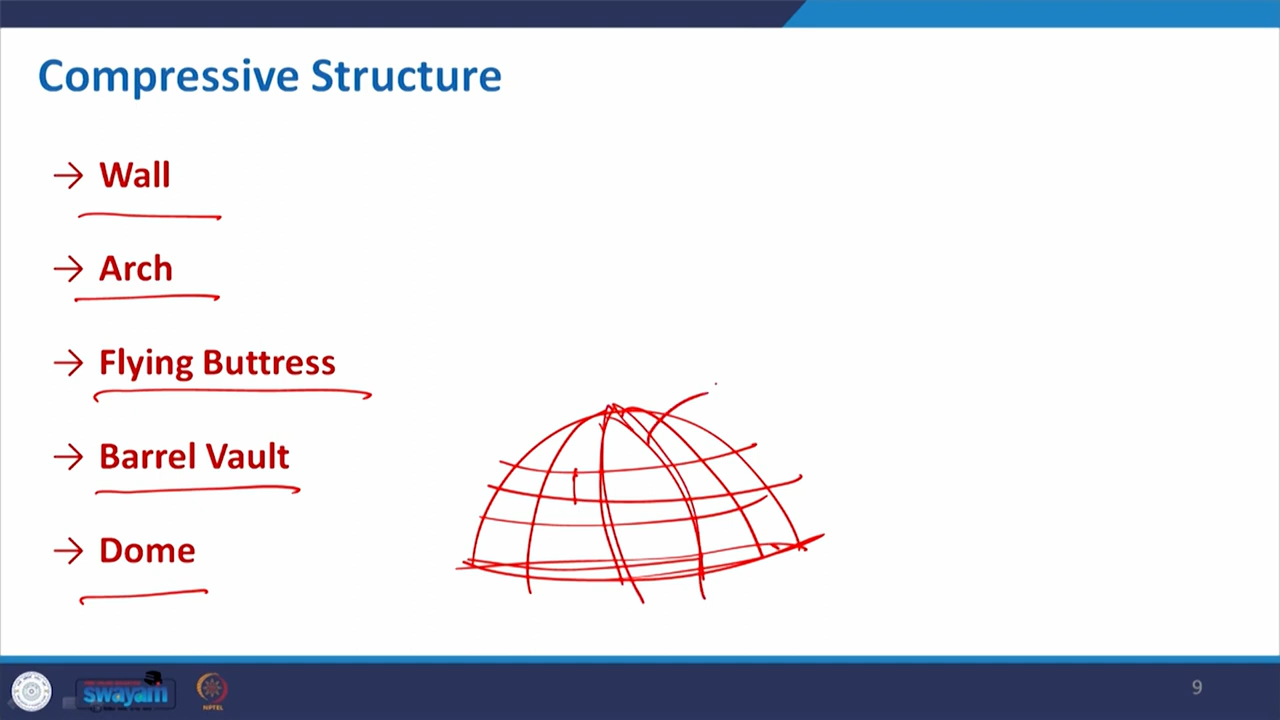 Compressive Structure
→ Wall
→ Arch
→ Flying Buttress
→ Barrel Vault
→ Dome
swayam
NPTEL
9